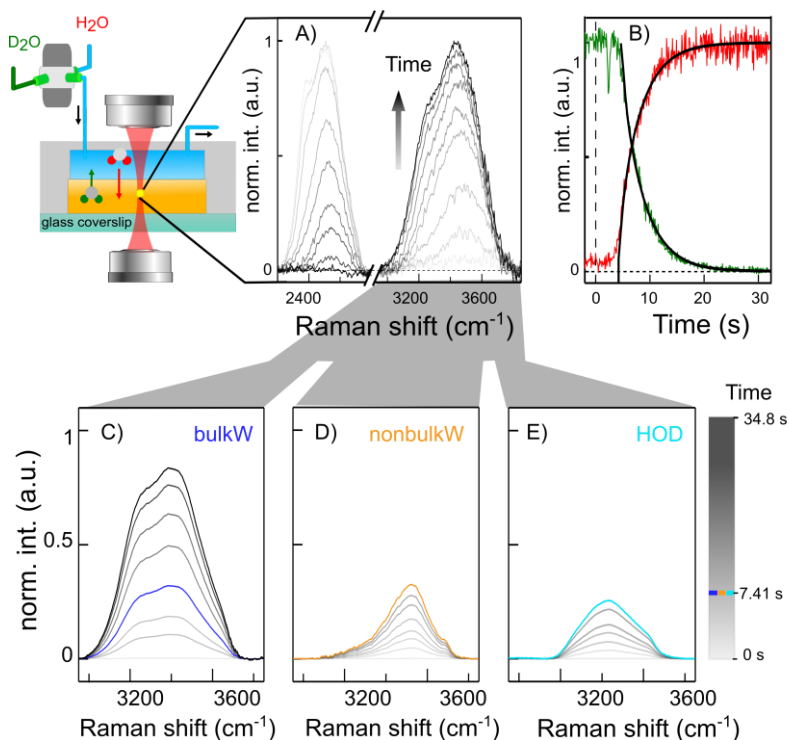 D₂O
H₂O
glass coverslip
A)
Time
norm. int. (a.u.)
1
0
2400
3200
3600
Raman shift (cm⁻¹)
B)
norm. int. (a.u.)
1
0
0
10
20
30
Time (s)
C)
bulkW
norm. int. (a.u.)
1
0.5
0
3200
3600
Raman shift (cm⁻¹)
D)
nonbulkW
3200
3600
Raman shift (cm⁻¹)
E)
HOD
3200
3600
Raman shift (cm⁻¹)
Time
34.8 s
7.41 s
0 s